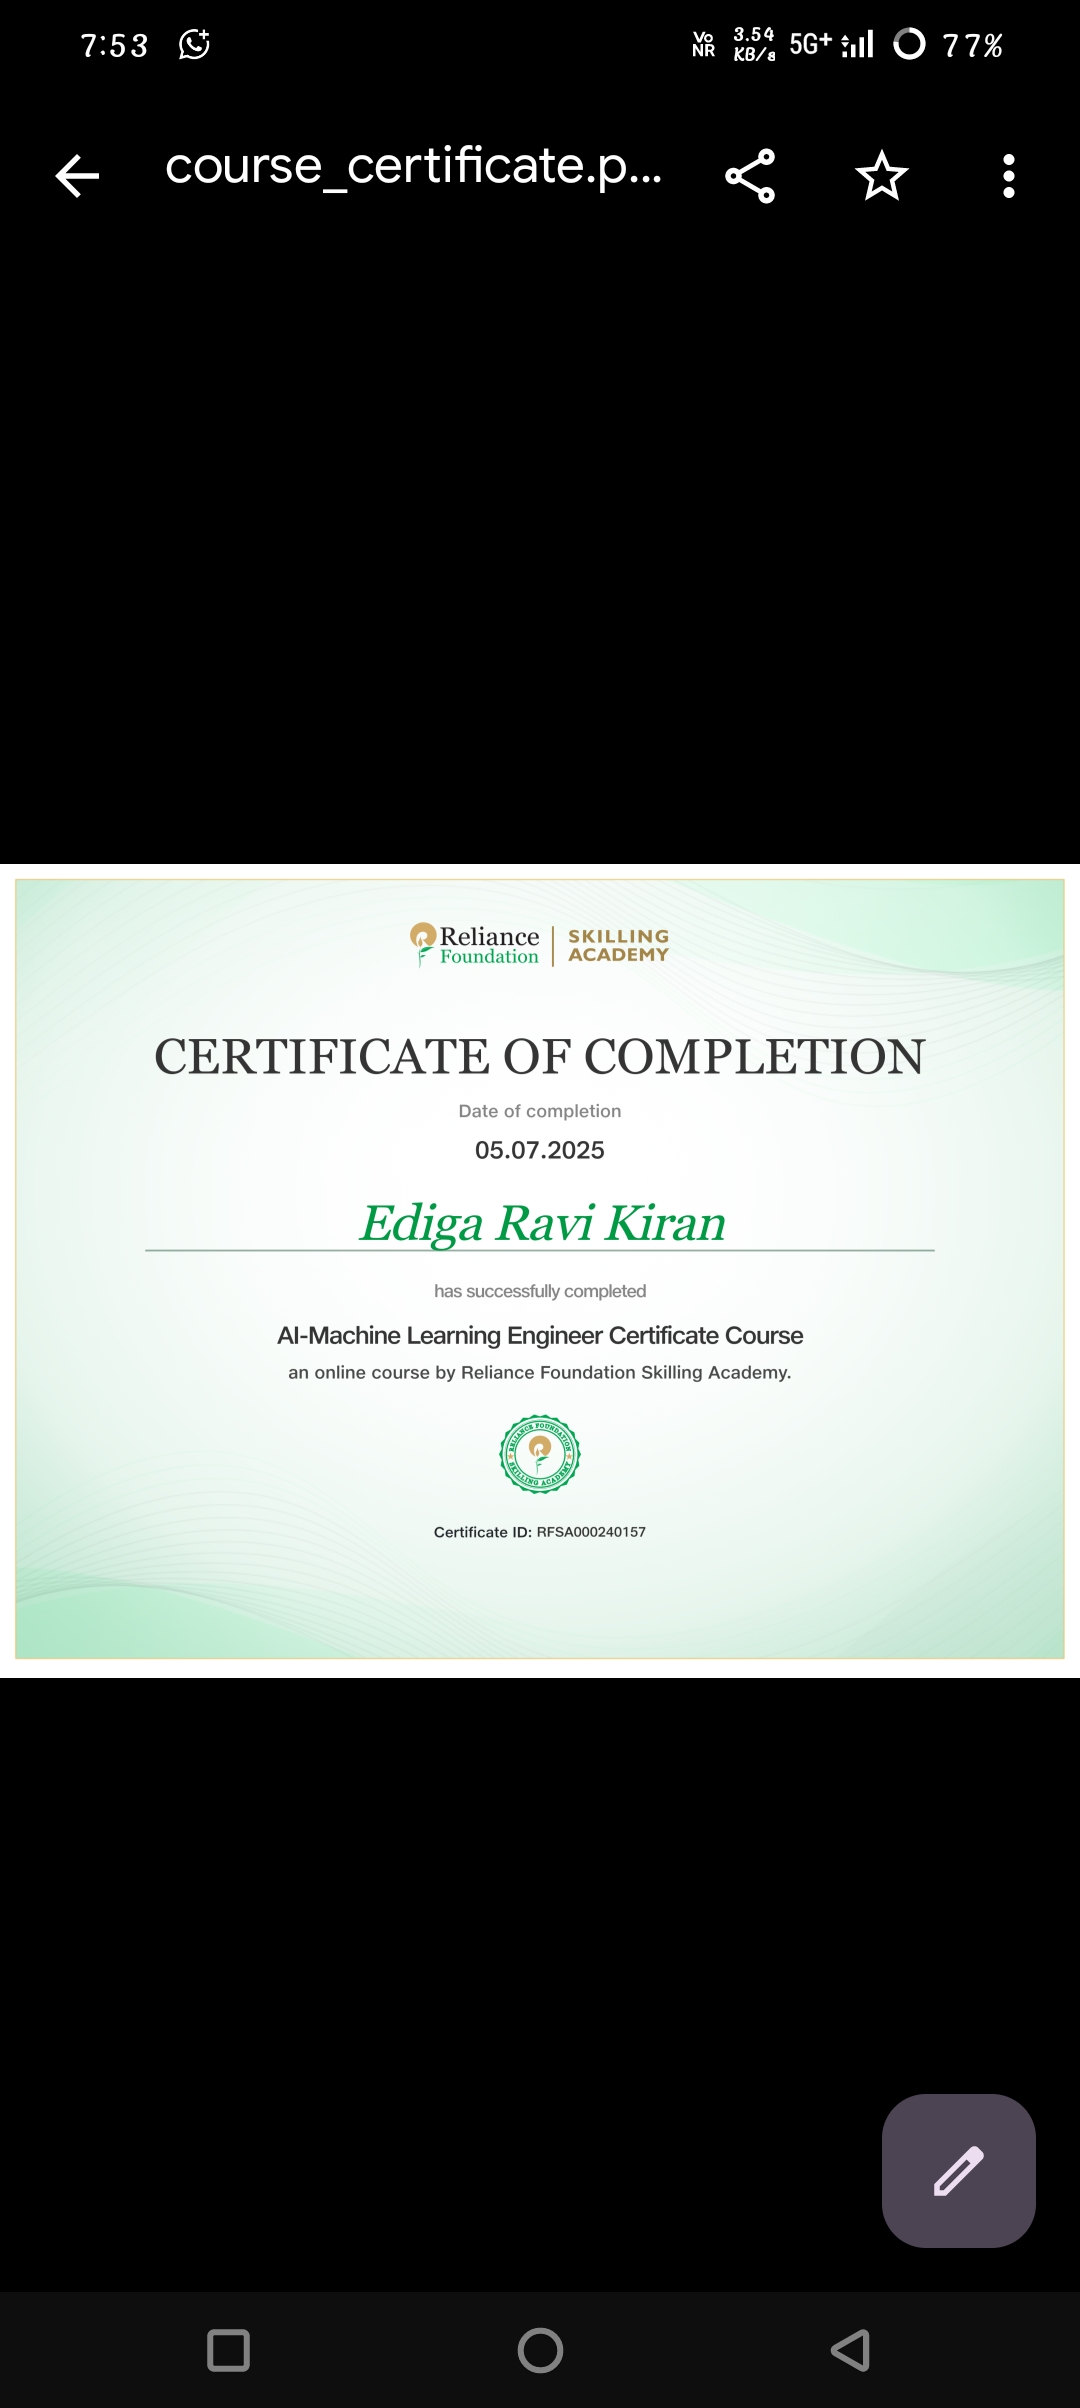 7:53
Vo NR 3.54 KB/s 5G+ 77%
course_certificate.p...
Reliance Foundation SKILLING ACADEMY
CERTIFICATE OF COMPLETION
Date of completion
05.07.2025
Ediga Ravi Kiran
has successfully completed
AI-Machine Learning Engineer Certificate Course
an online course by Reliance Foundation Skilling Academy.
RELIANCE FOUNDATION
SKILLING ACADEMY
Certificate ID: RFSA000240157